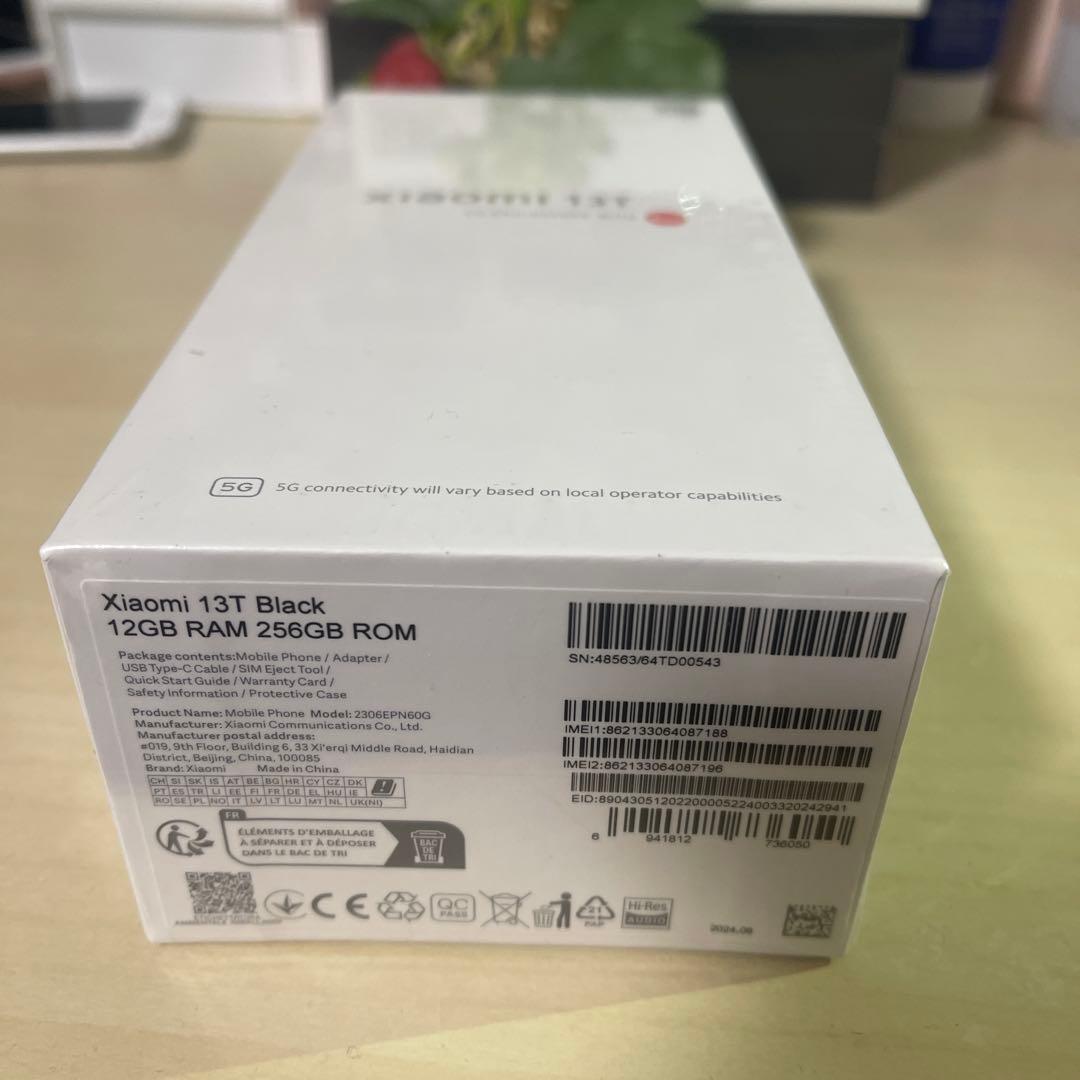 xiaomi 13T
5G 5G connectivity will vary based on local operator capabilities
Xiaomi 13T Black
12GB RAM 256GB ROM
Package contents:Mobile Phone / Adapter /
USB Type-C Cable / SIM Eject Tool /
Quick Start Guide / Warranty Card /
Safety Information / Protective Case
Product Name: Mobile Phone Model: 2306EPN60G
Manufacturer: Xiaomi Communications Co., Ltd.
Manufacturer postal address:
#019, 9th Floor, Building 6, 33 Xi'erqi Middle Road, Haidian
District, Beijing, China, 100085
Brand: Xiaomi Made in China
CH SI SK IS AT BE BG HR CY CZ DK
PT ES TR LI EE FI FR DE EL HU IE
RO SE PL NO IT LV LT LU MT NL UK(NI)
FR
ÉLÉMENTS D'EMBALLAGE
À SÉPARER ET À DÉPOSER
DANS LE BAC DE TRI
BAC
DE
TRI
CE
QC
PASS
21
PAP
Hi-Res
AUDIO
SN:48563/64TD00543
IMEI1:862133064087188
IMEI2:862133064087196
EID:89043051202200005224003320242941
6 941812 736050
2024.08